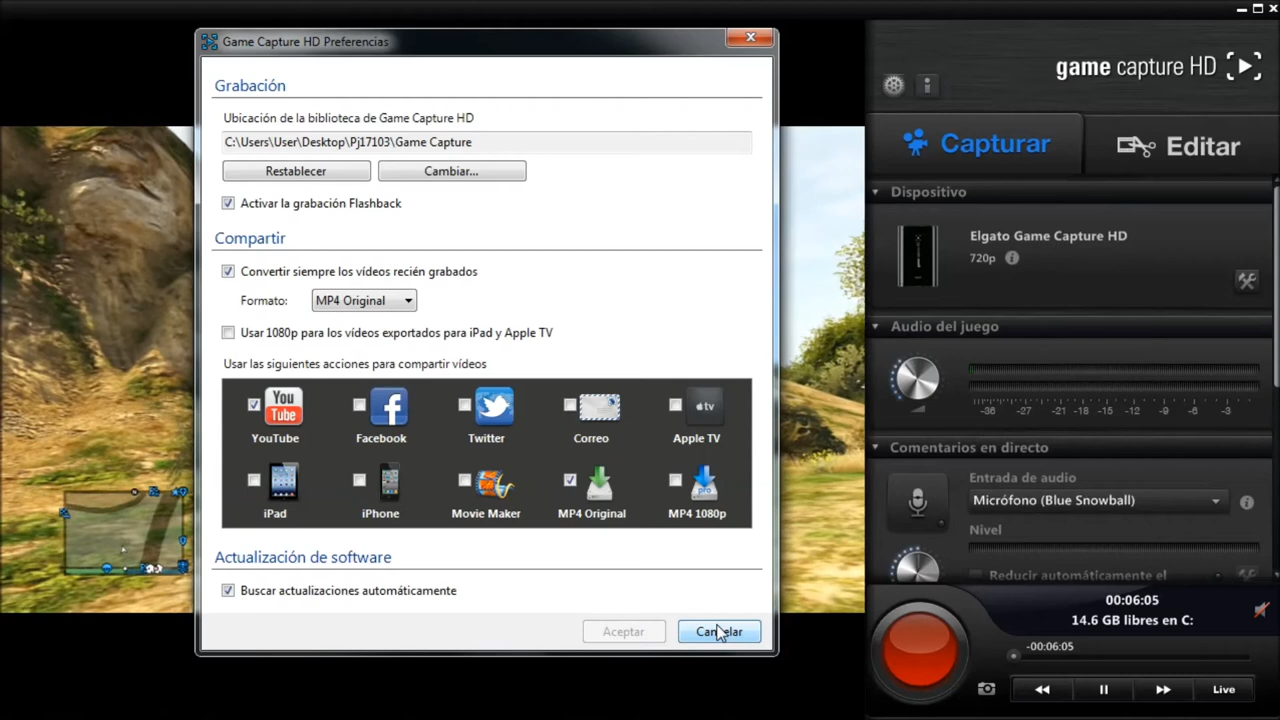 Game Capture HD Preferencias
Grabación
Ubicación de la biblioteca de Game Capture HD
C:\Users\User\Desktop\Pj17103\Game Capture
Restablecer
Cambiar...
Activar la grabación Flashback
Compartir
Convertir siempre los vídeos recién grabados
Formato: MP4 Original
Usar 1080p para los vídeos exportados para iPad y Apple TV
Usar las siguientes acciones para compartir vídeos
You Tube
tv
YouTube
Facebook
Twitter
Correo
Apple TV
pro
iPad
iPhone
Movie Maker
MP4 Original
MP4 1080p
Actualización de software
Buscar actualizaciones automáticamente
Aceptar
Cancelar
game capture HD
Capturar
Editar
Dispositivo
Elgato Game Capture HD
720p
Audio del juego
-36 -27 -21 -18 -15 -12 -9 -6 -3
Comentarios en directo
Entrada de audio
Micrófono (Blue Snowball)
Nivel
Reducir automáticamente el
00:06:05
14.6 GB libres en C:
-00:06:05
Live